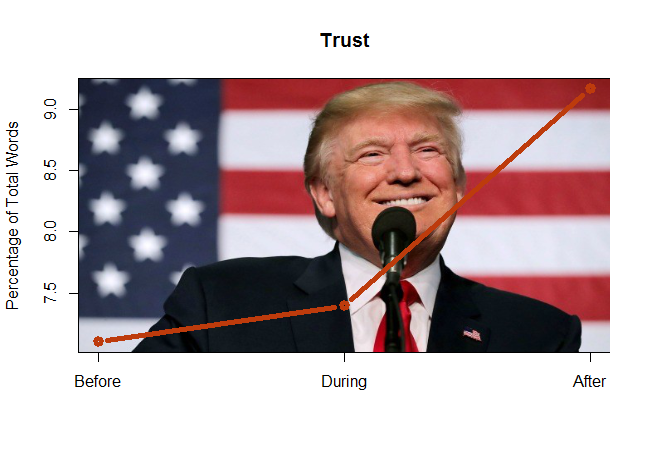 Trust
Percentage of Total Words
9.0
8.5
8.0
7.5
Before During After